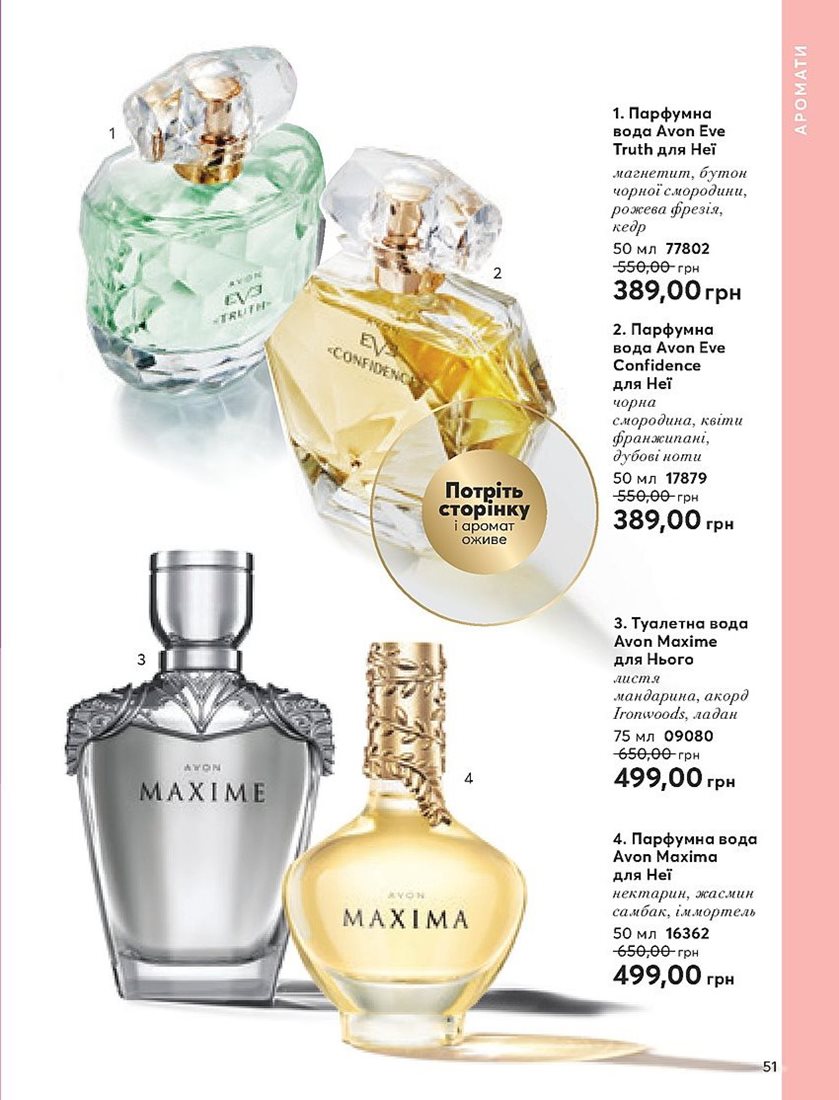 АРОМАТИ
1
AVON
EVE
<TRUTH>
2
AVON
EVE
<CONFIDENCE
Потріть
сторінку
і аромат
оживе
3
AVON
MAXIME
4
AVON
MAXIMA
1. Парфумна
вода Avon Eve
Truth для Неї
магнетит, бутон
чорної смородини,
рожева фрезія,
кедр
50 мл 77802
550,00 грн
389,00 грн
2. Парфумна
вода Avon Eve
Confidence
для Неї
чорна
смородина, квіти
франжипані,
дубові ноти
50 мл 17879
550,00 грн
389,00 грн
3. Туалетна вода
Avon Maxime
для Нього
листя
мандарина, акорд
Ironwoods, ладан
75 мл 09080
650,00 грн
499,00 грн
4. Парфумна вода
Avon Maxima
для Неї
нектарин, жасмин
самбак, іммортель
50 мл 16362
650,00 грн
499,00 грн
51